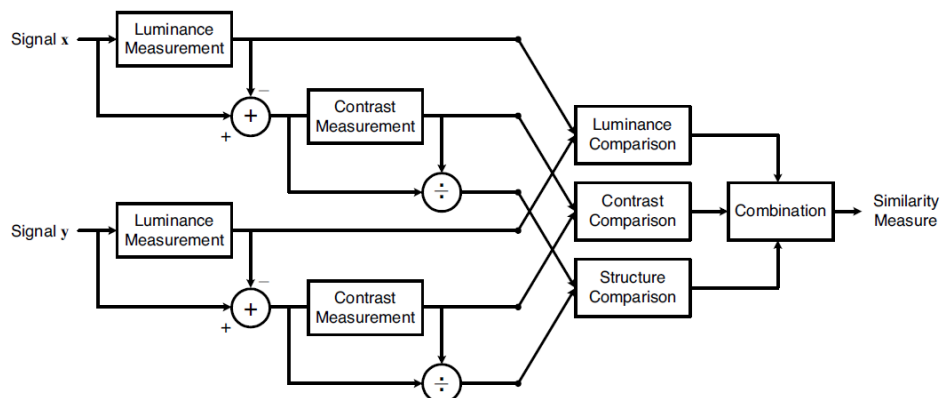 Signal x
Luminance
Measurement
−
+
+
Contrast
Measurement
÷
Luminance
Comparison
Signal y
Luminance
Measurement
−
+
+
Contrast
Measurement
÷
Contrast
Comparison
Structure
Comparison
Combination
Similarity
Measure